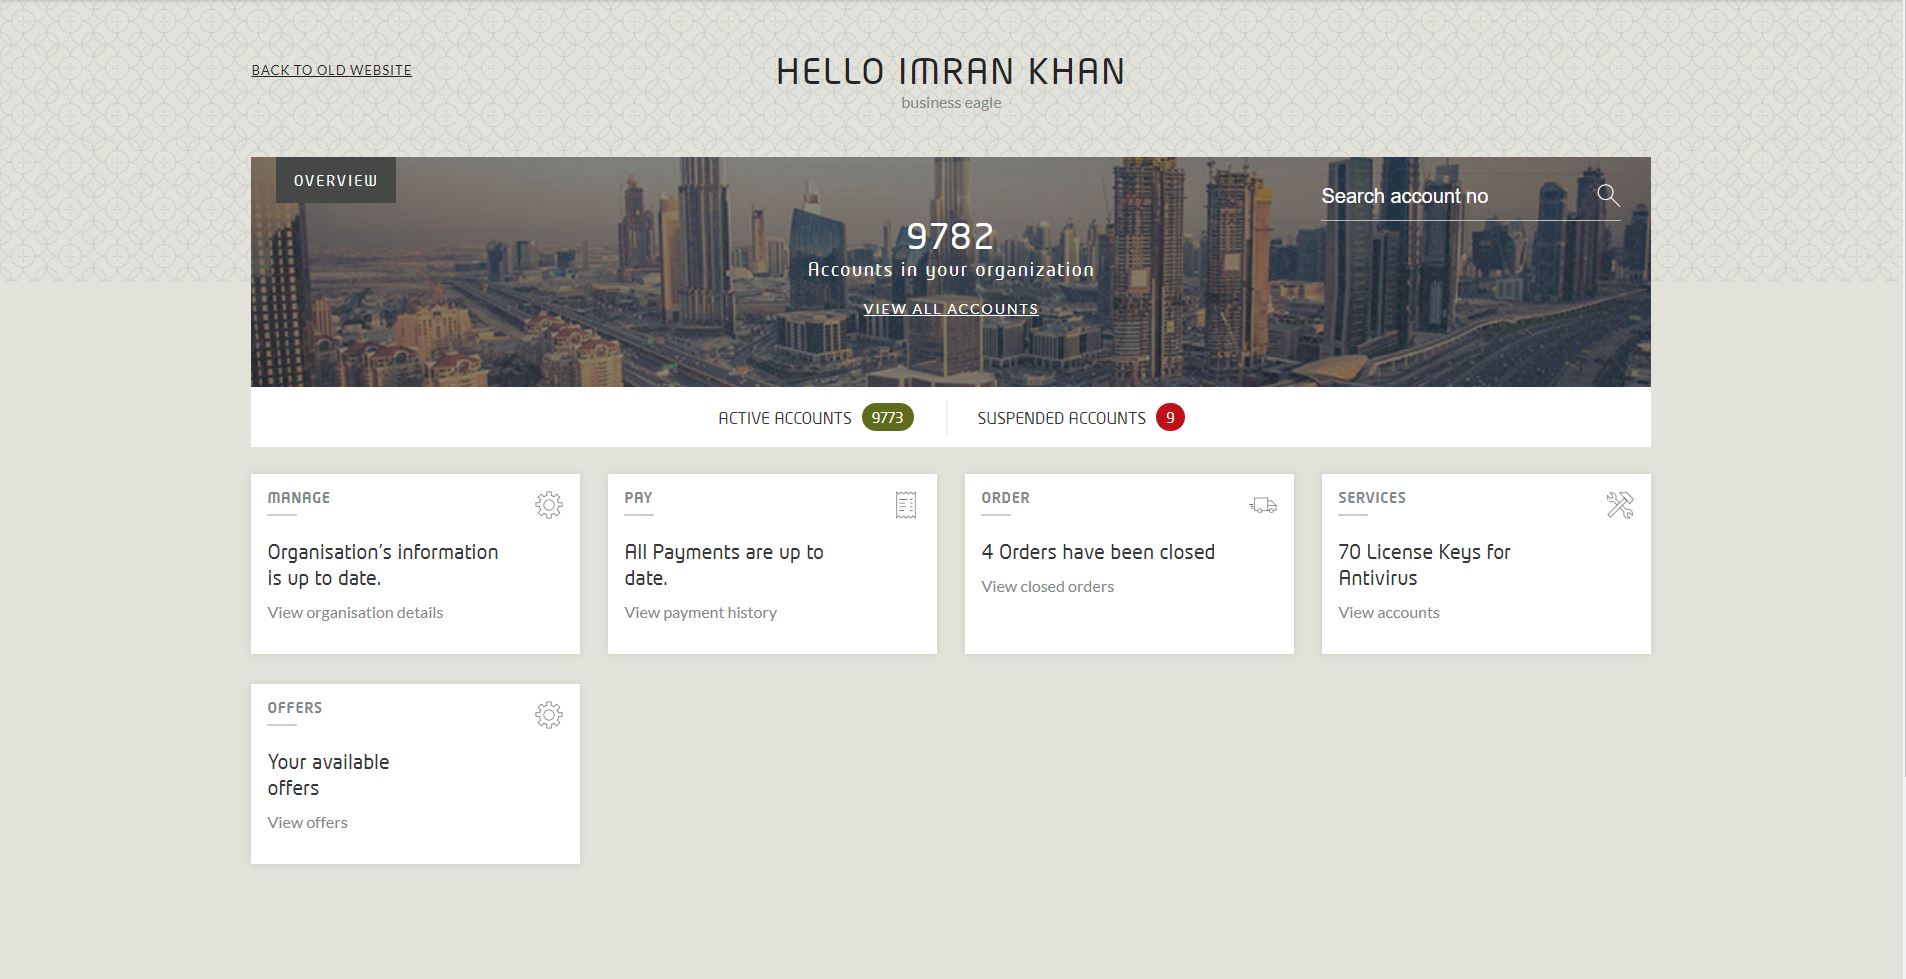 BACK TO OLD WEBSITE
HELLO IMRAN KHAN
business eagle
OVERVIEW
Search account no
9782
Accounts in your organization
VIEW ALL ACCOUNTS
ACTIVE ACCOUNTS 9773
SUSPENDED ACCOUNTS 9
MANAGE
Organisation's information
is up to date.
View organisation details
PAY
All Payments are up to
date.
View payment history
ORDER
4 Orders have been closed
View closed orders
SERVICES
70 License Keys for
Antivirus
View accounts
OFFERS
Your available
offers
View offers